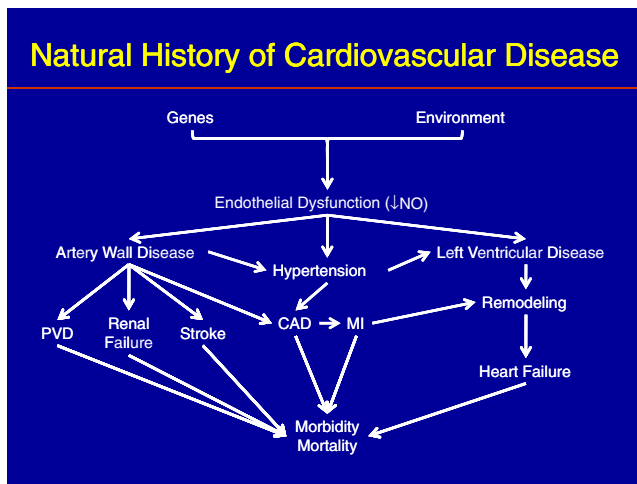 Natural History of Cardiovascular Disease
Genes
Environment
Endothelial Dysfunction (↓NO)
Artery Wall Disease
Hypertension
Left Ventricular Disease
PVD
Renal
Failure
Stroke
CAD
MI
Remodeling
Heart Failure
Morbidity
Mortality